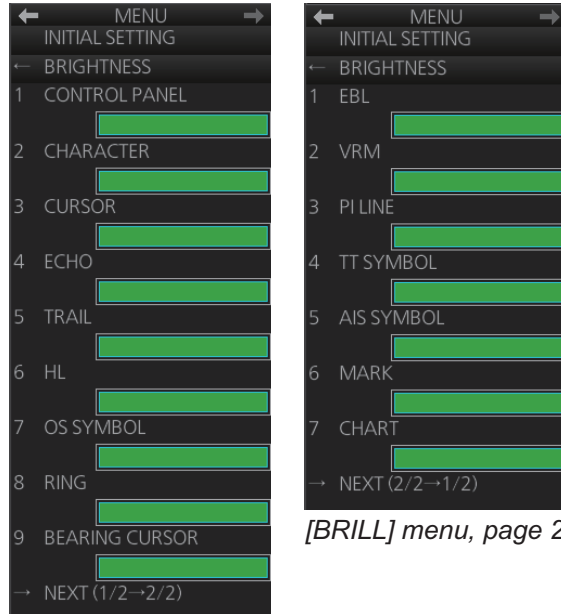 ← MENU →
INITIAL SETTING
← BRIGHTNESS
1 CONTROL PANEL
2 CHARACTER
3 CURSOR
4 ECHO
5 TRAIL
6 HL
7 OS SYMBOL
8 RING
9 BEARING CURSOR
→ NEXT (1/2→2/2)
← MENU →
INITIAL SETTING
← BRIGHTNESS
1 EBL
2 VRM
3 PI LINE
4 TT SYMBOL
5 AIS SYMBOL
6 MARK
7 CHART
→ NEXT (2/2→1/2)
[BRILL] menu, page 2